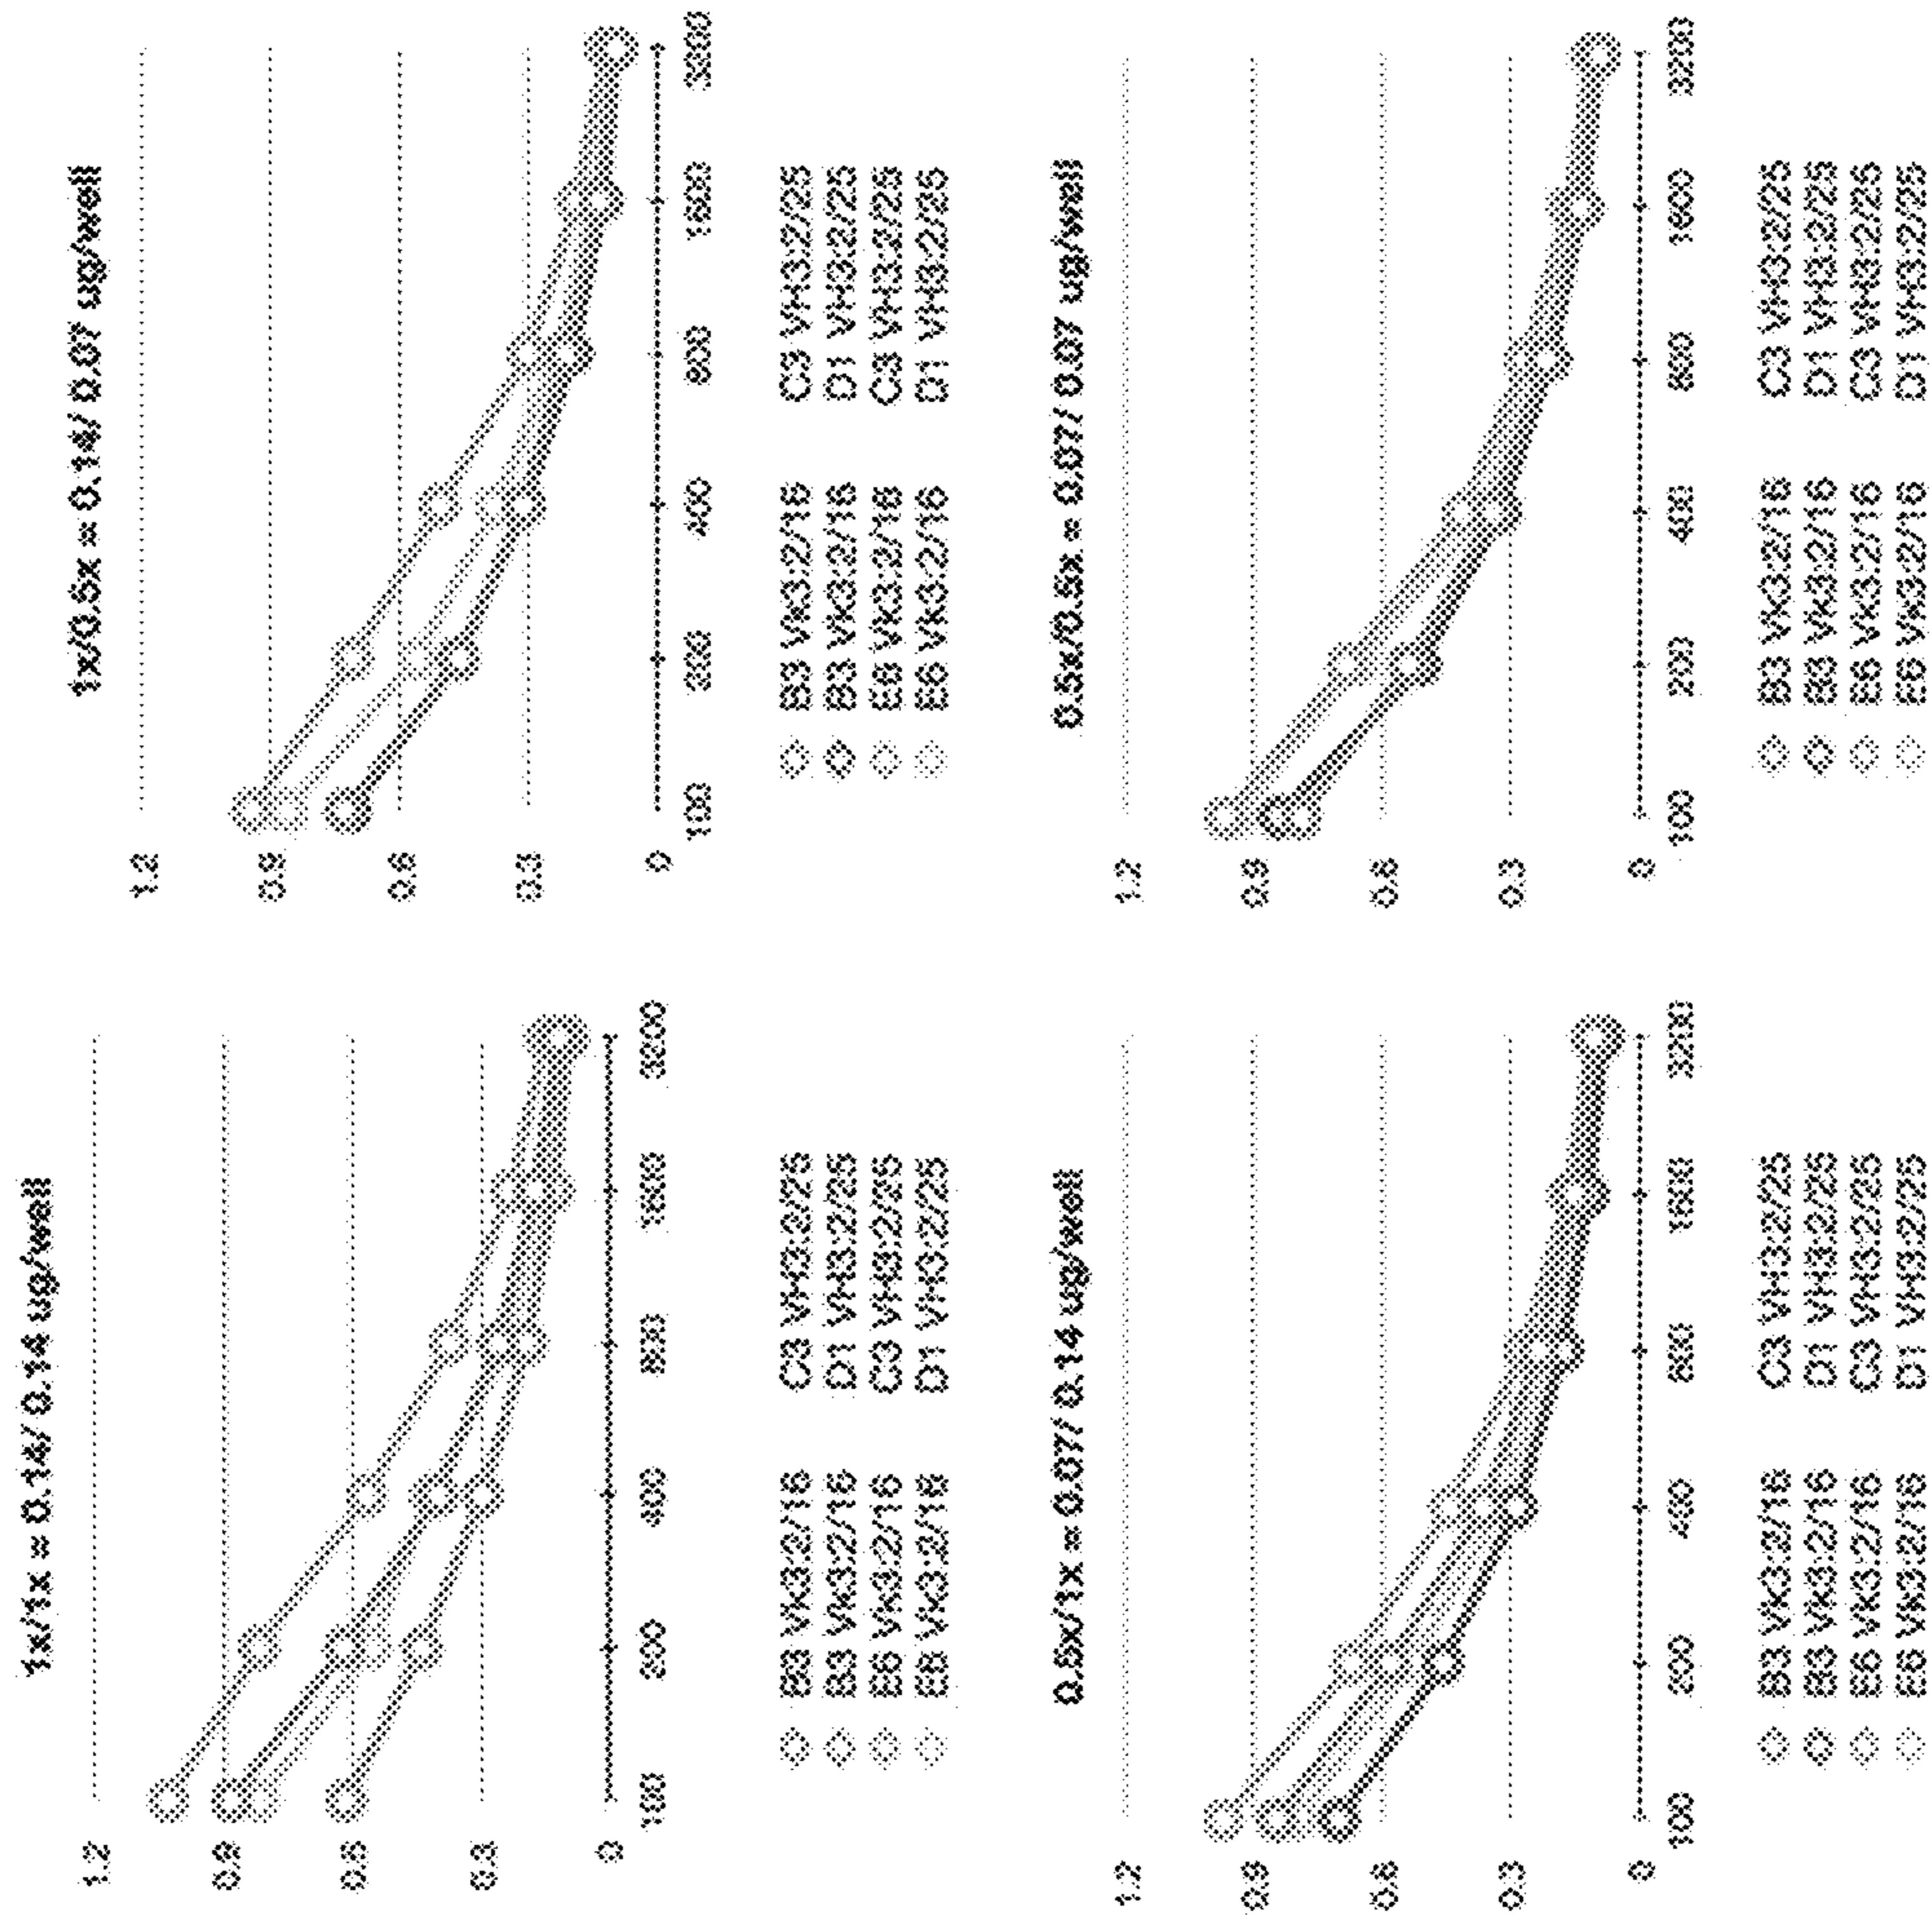 1x/1x = 0.14/ 0.14 ug/well
1.2
0.9
0.6
0.3
0
100 200 400 800 1600 3200
B3 Vk3:2/16 C3 VH3:2/25
B3 Vk3:2/16 D1 VH3:2/25
E6 Vk3:2/16 C3 VH3:2/25
E6 Vk3:2/16 D1 VH3:2/25
1x/0.5x = 0.14/ 0.07 ug/well
1.2
0.9
0.6
0.3
0
100 200 400 800 1600 3200
B3 Vk3:2/16 C3 VH3:2/25
B3 Vk3:2/16 D1 VH3:2/25
E6 Vk3:2/16 C3 VH3:2/25
E6 Vk3:2/16 D1 VH3:2/25
0.5x/1x = 0.07/ 0.14 ug/well
1.2
0.9
0.6
0.3
0
100 200 400 800 1600 3200
B3 Vk3:2/16 C3 VH3:2/25
B3 Vk3:2/16 D1 VH3:2/25
E6 Vk3:2/16 C3 VH3:2/25
E6 Vk3:2/16 D1 VH3:2/25
0.5x/0.5x = 0.07/ 0.07 ug/well
1.2
0.9
0.6
0.3
0
100 200 400 800 1600 3200
B3 Vk3:2/16 C3 VH3:2/25
B3 Vk3:2/16 D1 VH3:2/25
E6 Vk3:2/16 C3 VH3:2/25
E6 Vk3:2/16 D1 VH3:2/25